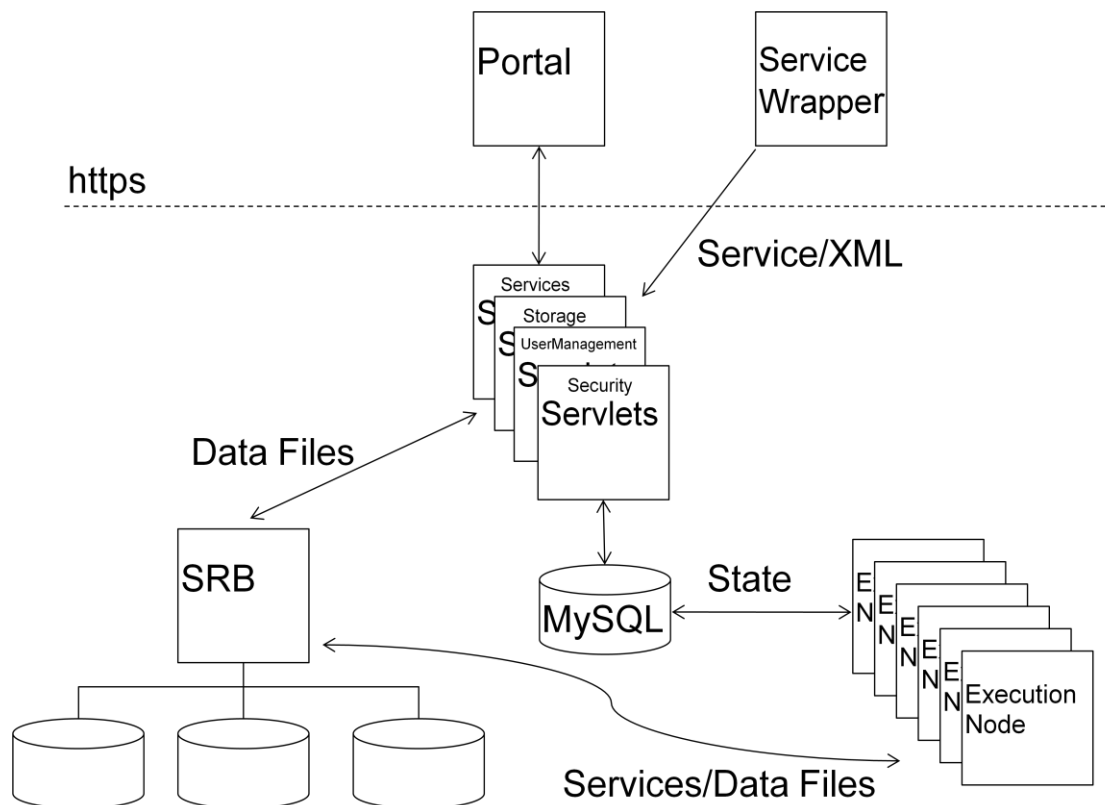 Portal
Service
Wrapper
https
Service/XML
Services
S
Storage
S
UserManagement
Security
Servlets
Data Files
SRB
MySQL
State
E
N
E
N
E
N
E
N
E
N
Execution
Node
Services/Data Files